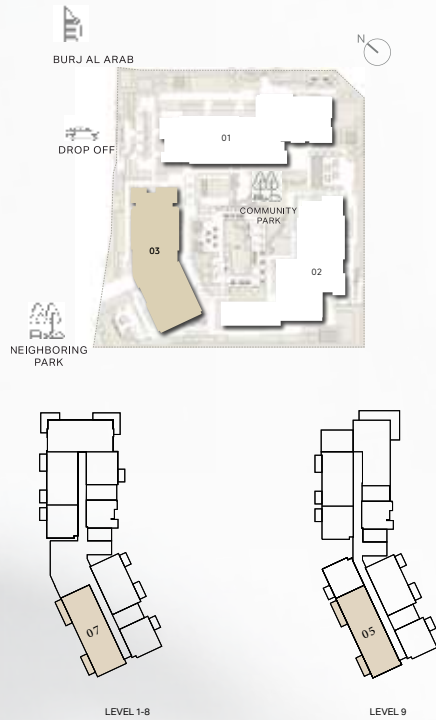 N
BURJ AL ARAB
01
DROP OFF
COMMUNITY
PARK
03
02
NEIGHBORING
PARK
07
05
LEVEL 1-8
LEVEL 9